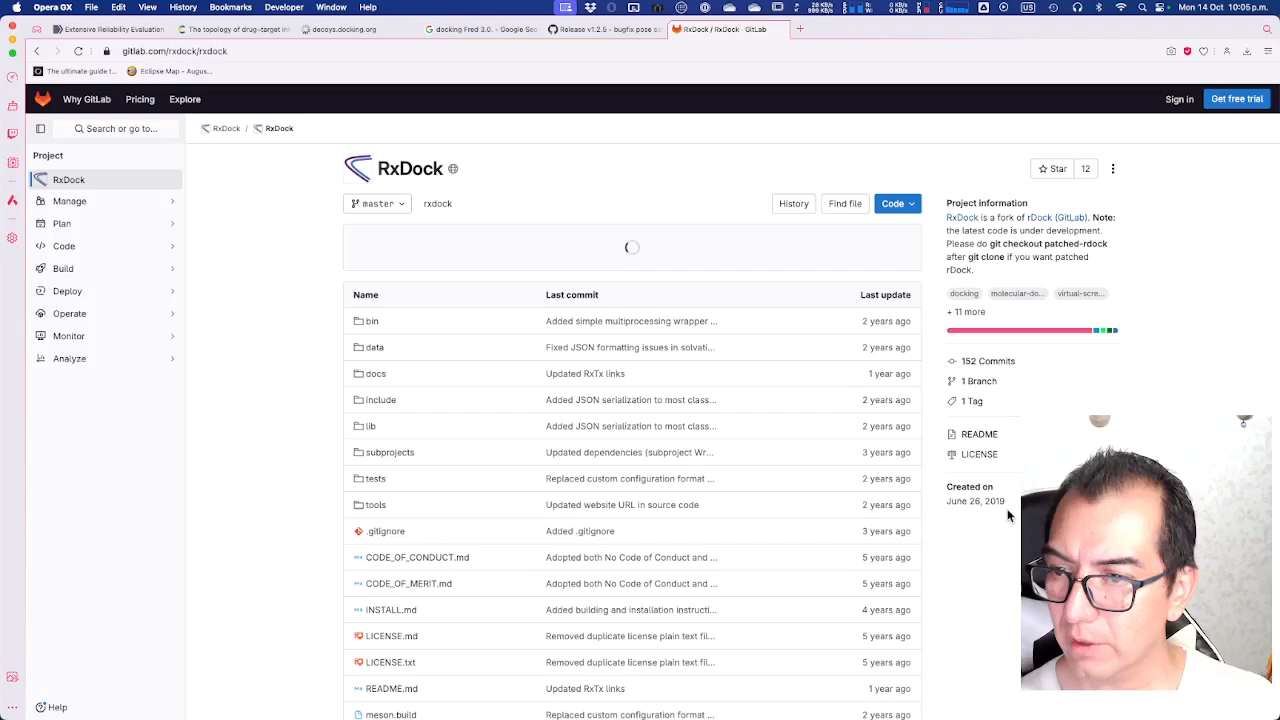 Opera GX File Edit View History Bookmarks Developer Window Help
Mon 14 Oct 10:05 p.m.
Extensive Reliability Evaluation
The topology of drug-target int
decoys.docking.org
docking Fred 3.0. - Google Sea
Release v1.2.5 - bugfix pose sc
RxDock / RxDock · GitLab
gitlab.com/rxdock/rxdock
The ultimate guide t...
Eclipse Map – Augus...
Why GitLab Pricing Explore
Sign in Get free trial
Search or go to...
RxDock / RxDock
Project
RxDock
Manage
Plan
Code
Build
Deploy
Operate
Monitor
Analyze
Help
RxDock
Star 12
master
rxdock
History Find file Code
Name Last commit Last update
bin Added simple multiprocessing wrapper ... 2 years ago
data Fixed JSON formatting issues in solvati... 2 years ago
docs Updated RxTx links 1 year ago
include Added JSON serialization to most class... 2 years ago
lib Added JSON serialization to most class... 2 years ago
subprojects Updated dependencies (subproject Wr... 3 years ago
tests Replaced custom configuration format ... 2 years ago
tools Updated website URL in source code 2 years ago
.gitignore Added .gitignore 3 years ago
CODE_OF_CONDUCT.md Adopted both No Code of Conduct and ... 5 years ago
CODE_OF_MERIT.md Adopted both No Code of Conduct and ... 5 years ago
INSTALL.md Added building and installation instructi... 4 years ago
LICENSE.md Removed duplicate license plain text fil... 5 years ago
LICENSE.txt Removed duplicate license plain text fil... 5 years ago
README.md Updated RxTx links 1 year ago
meson.build Replaced custom configuration format ... 2 years ago
Project information
RxDock is a fork of rDock (GitLab). Note:
the latest code is under development.
Please do git checkout patched-rdock
after git clone if you want patched
rDock.
docking molecular-do... virtual-scre...
+ 11 more
152 Commits
1 Branch
1 Tag
README
LICENSE
Created on
June 26, 2019